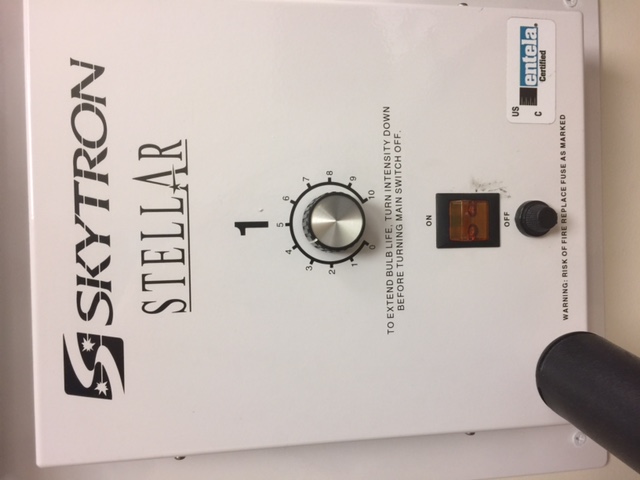 SKYTRON
STELLAR
1
0 1 2 3 4 5 6 7 8 9 10
TO EXTEND BULB LIFE, TURN INTENSITY DOWN
BEFORE TURNING MAIN SWITCH OFF.
ON
OFF
US
C
entela
Certified
WARNING: RISK OF FIRE REPLACE FUSE AS MARKED